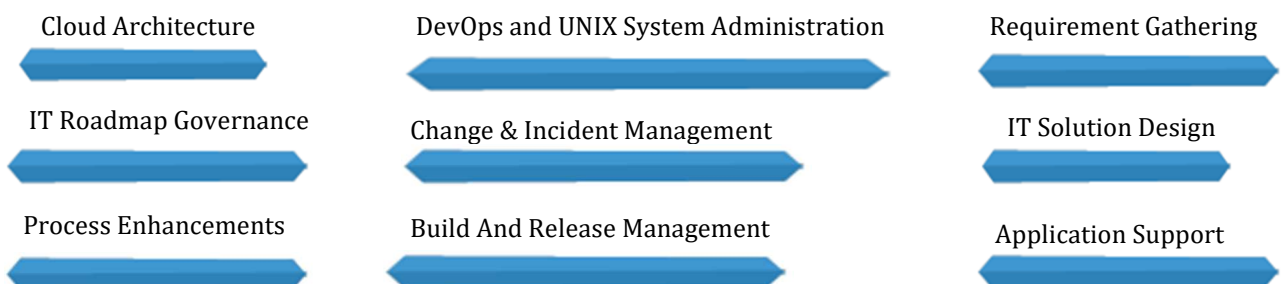 Cloud Architecture
DevOps and UNIX System Administration
Requirement Gathering
IT Roadmap Governance
Change & Incident Management
IT Solution Design
Process Enhancements
Build And Release Management
Application Support